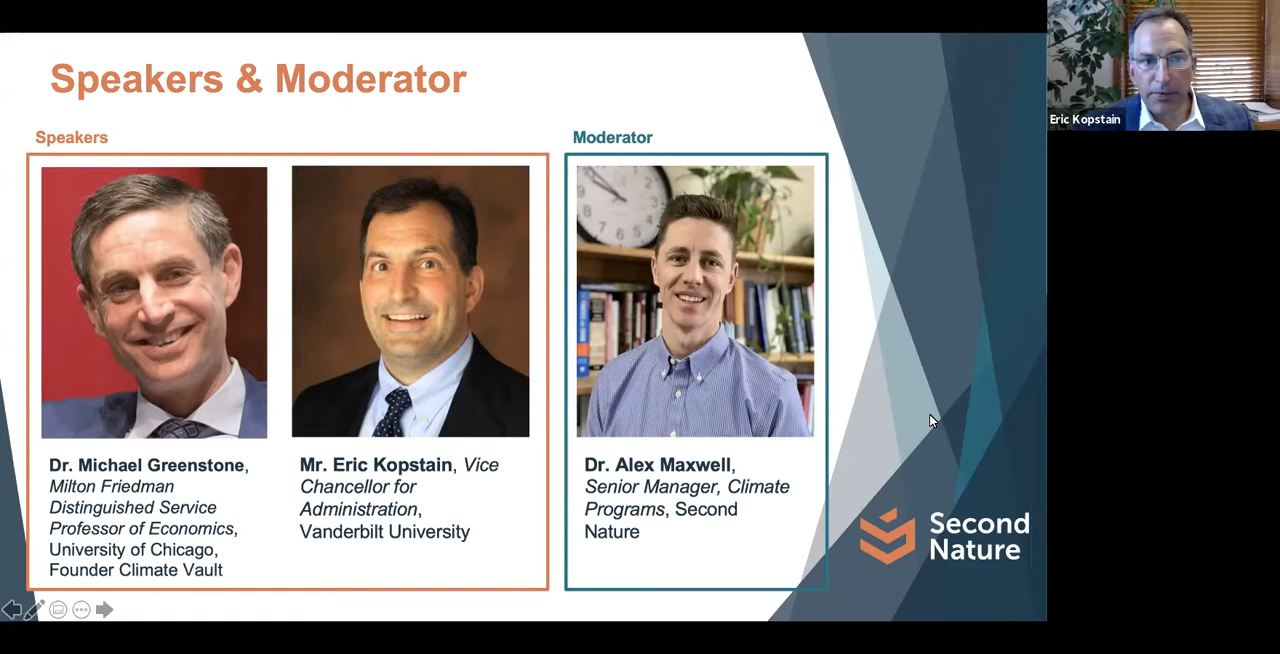 Speakers & Moderator
Speakers
Dr. Michael Greenstone,
Milton Friedman
Distinguished Service
Professor of Economics,
University of Chicago,
Founder Climate Vault
Mr. Eric Kopstain, Vice
Chancellor for
Administration,
Vanderbilt University
Moderator
Dr. Alex Maxwell,
Senior Manager, Climate
Programs, Second
Nature
Second
Nature
Eric Kopstain